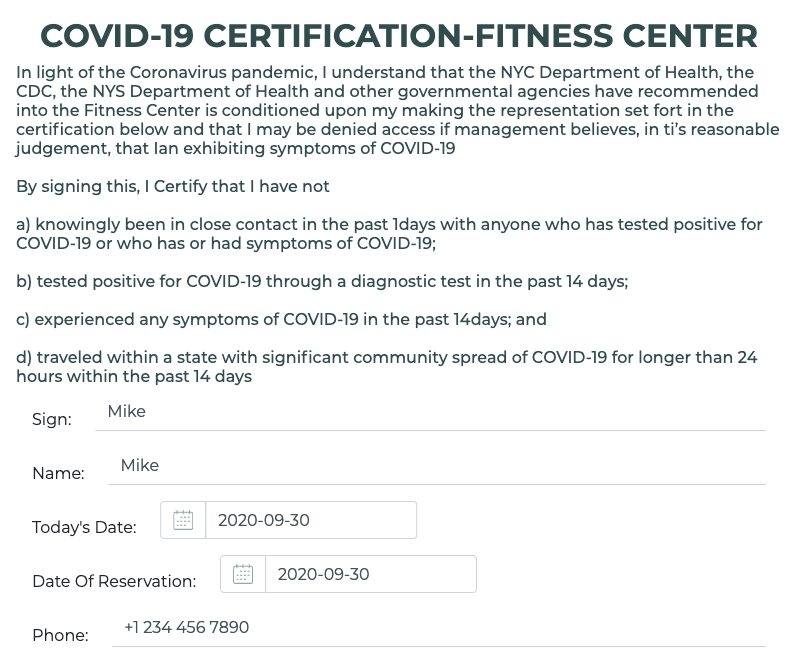 COVID-19 CERTIFICATION-FITNESS CENTER
In light of the Coronavirus pandemic, I understand that the NYC Department of Health, the
CDC, the NYS Department of Health and other governmental agencies have recommended
into the Fitness Center is conditioned upon my making the representation set fort in the
certification below and that I may be denied access if management believes, in ti's reasonable
judgement, that Ian exhibiting symptoms of COVID-19
By signing this, I Certify that I have not
a) knowingly been in close contact in the past 1days with anyone who has tested positive for
COVID-19 or who has or had symptoms of COVID-19;
b) tested positive for COVID-19 through a diagnostic test in the past 14 days;
c) experienced any symptoms of COVID-19 in the past 14days; and
d) traveled within a state with significant community spread of COVID-19 for longer than 24
hours within the past 14 days
Sign: Mike
Name: Mike
Today's Date: 2020-09-30
Date Of Reservation: 2020-09-30
Phone: +1 234 456 7890